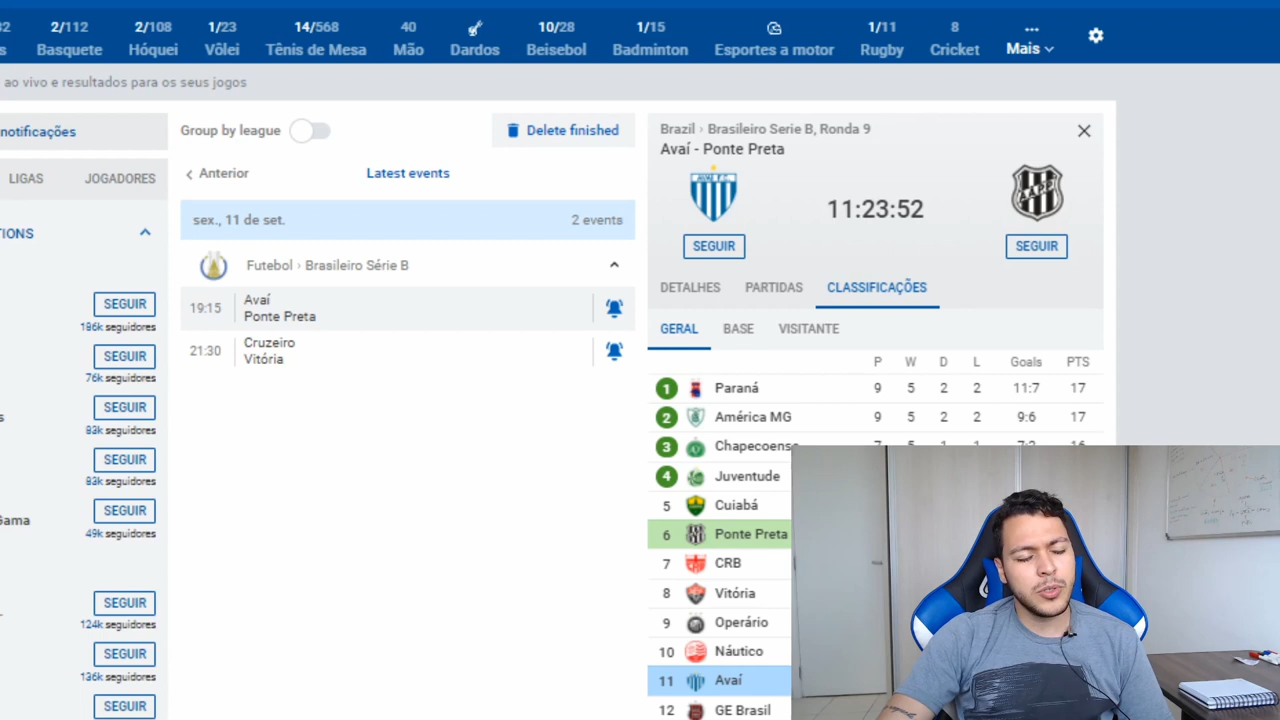 2/112
2/108
1/23
14/568
40
10/28
1/15
1/11
8
Basquete
Hóquei
Vôlei
Tênis de Mesa
Mão
Dardos
Beisebol
Badminton
Esportes a motor
Rugby
Cricket
Mais
ao vivo e resultados para os seus jogos
notificações
LIGAS
JOGADORES
SEGUIR
186k seguidores
SEGUIR
76k seguidores
SEGUIR
83k seguidores
SEGUIR
83k seguidores
SEGUIR
49k seguidores
SEGUIR
124k seguidores
SEGUIR
136k seguidores
SEGUIR
Group by league
Delete finished
Anterior
Latest events
sex., 11 de set.
2 events
Futebol › Brasileiro Série B
19:15
Avaí
Ponte Preta
21:30
Cruzeiro
Vitória
Brazil › Brasileiro Serie B, Ronda 9
Avaí - Ponte Preta
11:23:52
SEGUIR
SEGUIR
DETALHES
PARTIDAS
CLASSIFICAÇÕES
GERAL
BASE
VISITANTE
P W D L Goals PTS
1 Paraná 9 5 2 2 11:7 17
2 América MG 9 5 2 2 9:6 17
3 Chapecoense
4 Juventude
5 Cuiabá
6 Ponte Preta
7 CRB
8 Vitória
9 Operário
10 Náutico
11 Avaí
12 GE Brasil